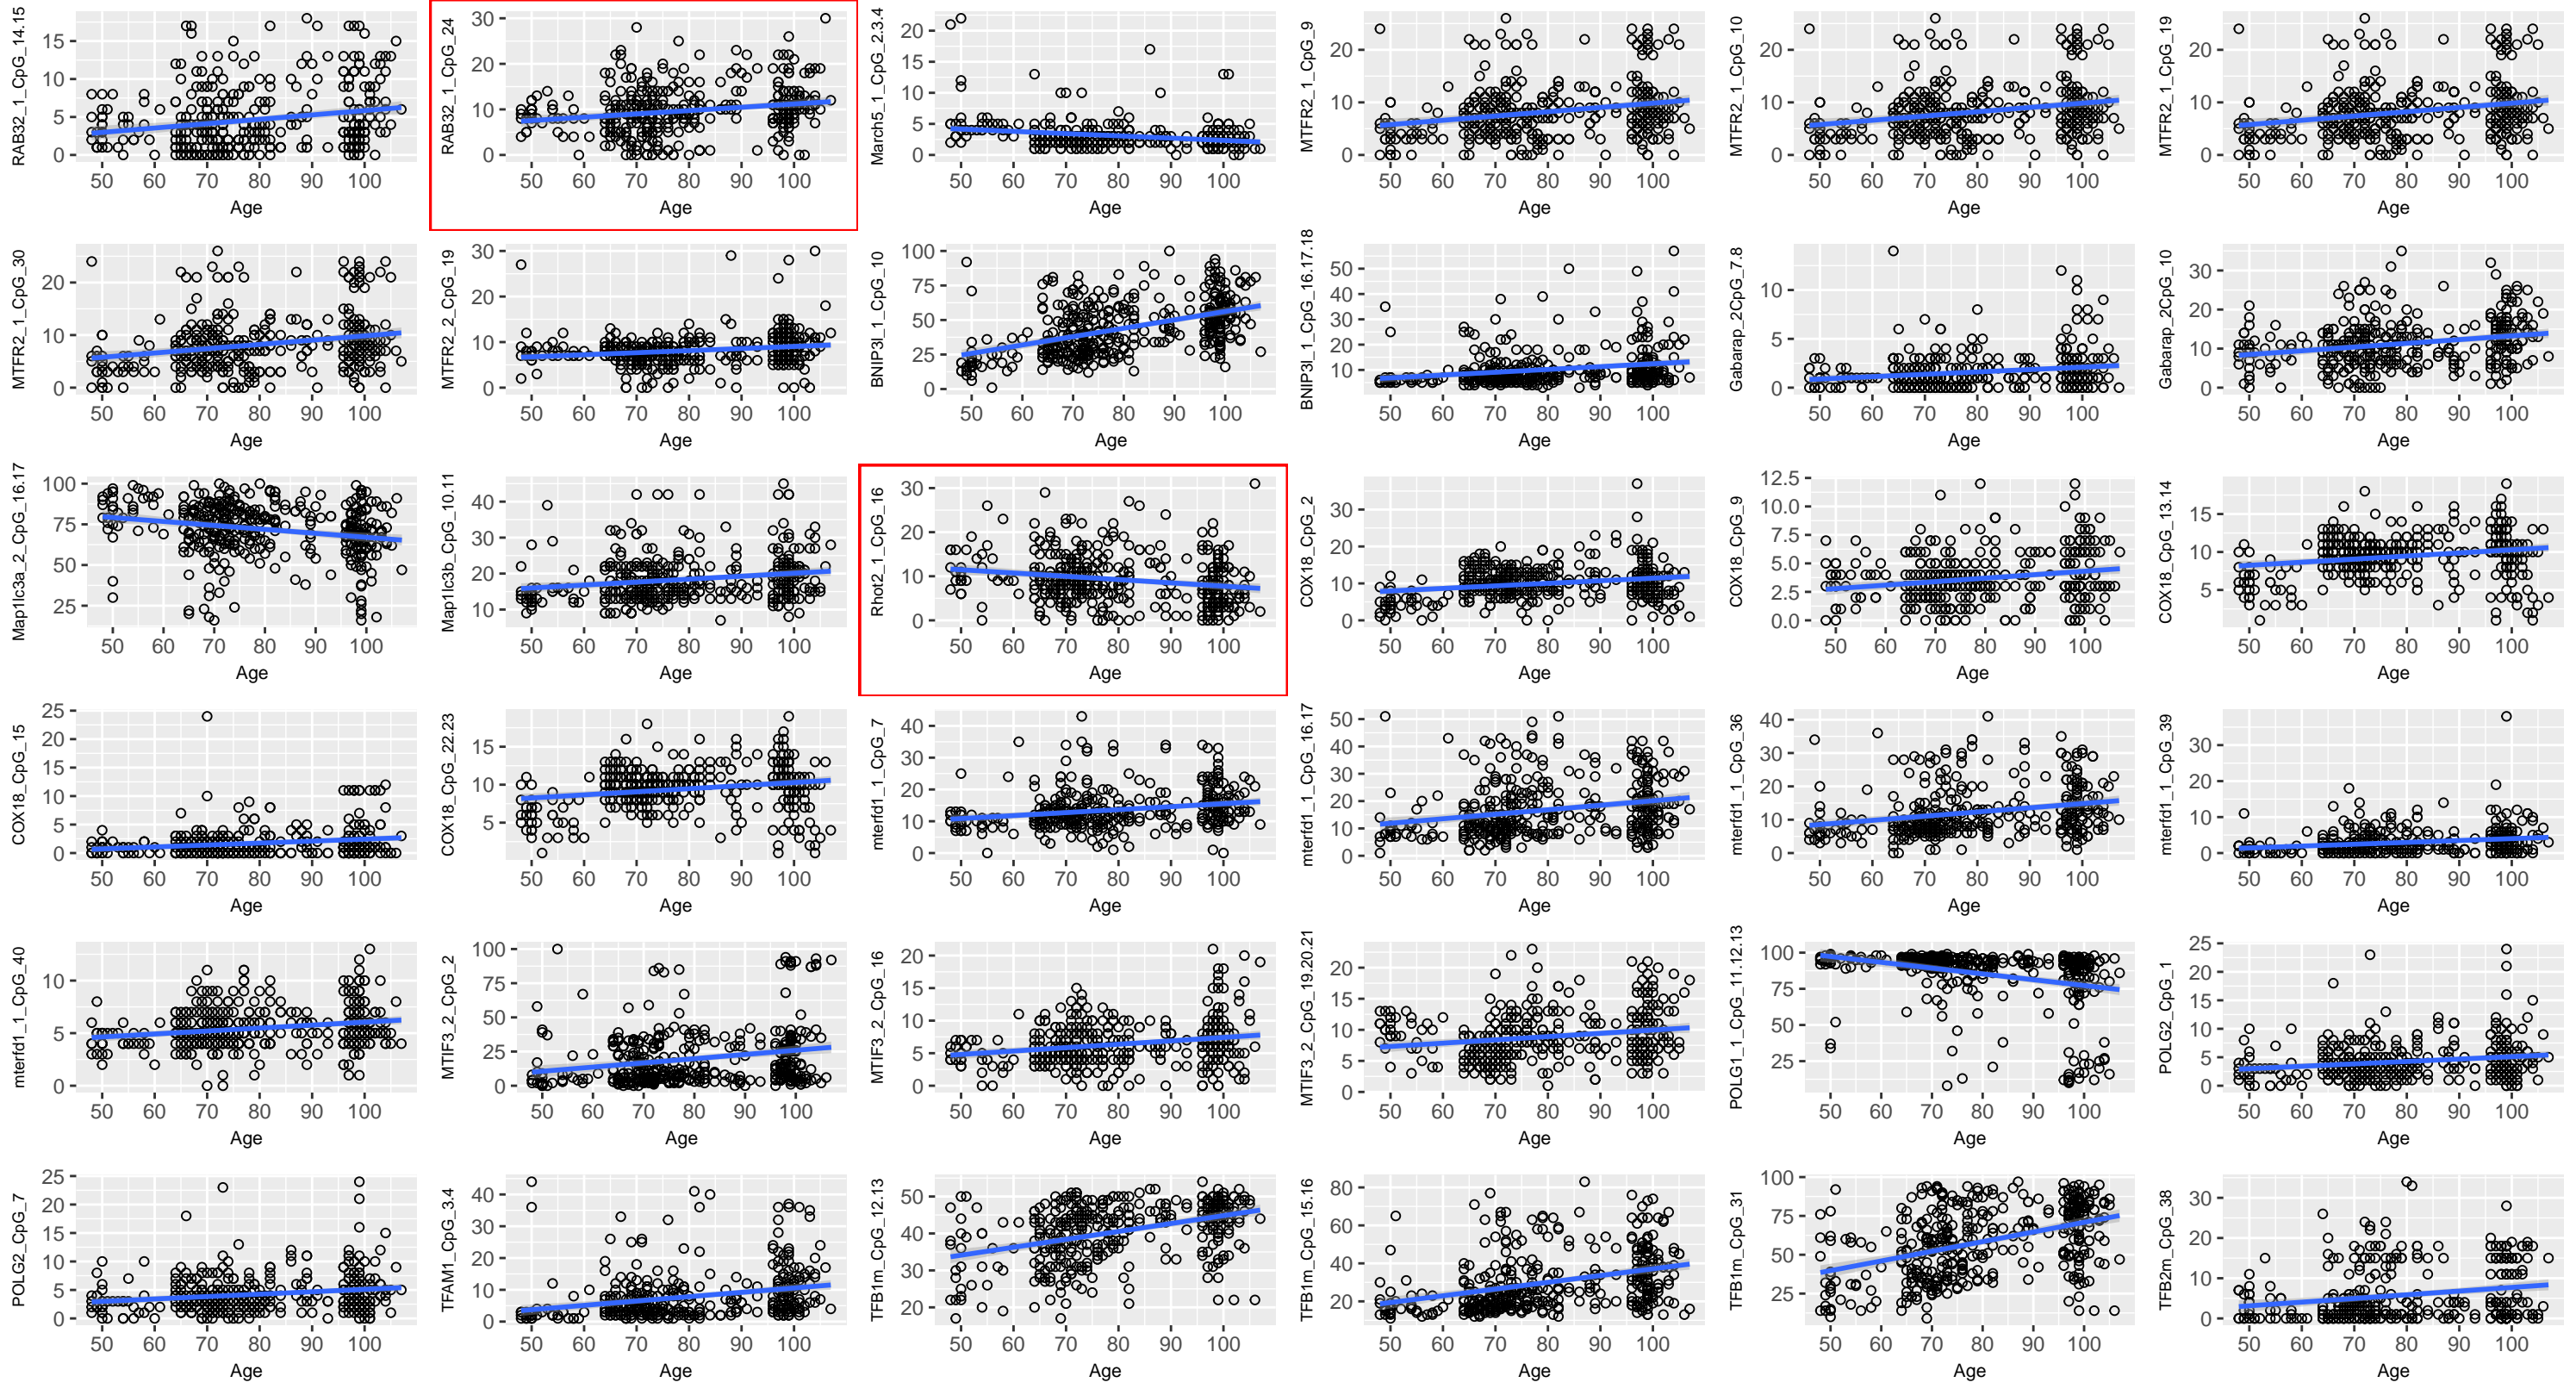 RAB32_1_CpG_14.15
15
10
5
0
50 60 70 80 90 100
Age
RAB32_1_CpG_24
30
20
10
0
50 60 70 80 90 100
Age
March5_1_CpG_2.3.4
20
15
10
5
0
50 60 70 80 90 100
Age
MTFR2_1_CpG_9
20
10
0
50 60 70 80 90 100
Age
MTFR2_1_CpG_10
20
10
0
50 60 70 80 90 100
Age
MTFR2_1_CpG_19
20
10
0
50 60 70 80 90 100
Age
MTFR2_1_CpG_30
20
10
0
50 60 70 80 90 100
Age
MTFR2_2_CpG_19
30
20
10
0
50 60 70 80 90 100
Age
BNIP3l_1_CpG_10
100
75
50
25
0
50 60 70 80 90 100
Age
BNIP3l_1_CpG_16.17.18
50
40
30
20
10
50 60 70 80 90 100
Age
Gabarap_2CpG_7.8
10
5
0
50 60 70 80 90 100
Age
Gabarap_2CpG_10
30
20
10
0
50 60 70 80 90 100
Age
Map1lc3a_2_CpG_16.17
100
75
50
25
50 60 70 80 90 100
Age
Map1lc3b_CpG_10.11
40
30
20
10
50 60 70 80 90 100
Age
Rhot2_1_CpG_16
30
20
10
0
50 60 70 80 90 100
Age
COX18_CpG_2
30
20
10
0
50 60 70 80 90 100
Age
COX18_CpG_9
12.5
10.0
7.5
5.0
2.5
0.0
50 60 70 80 90 100
Age
COX18_CpG_13.14
15
10
5
50 60 70 80 90 100
Age
COX18_CpG_15
25
20
15
10
5
0
50 60 70 80 90 100
Age
COX18_CpG_22.23
15
10
5
50 60 70 80 90 100
Age
mterfd1_1_CpG_7
40
30
20
10
0
50 60 70 80 90 100
Age
mterfd1_1_CpG_16.17
50
40
30
20
10
0
50 60 70 80 90 100
Age
mterfd1_1_CpG_36
40
30
20
10
0
50 60 70 80 90 100
Age
mterfd1_1_CpG_39
30
20
10
0
50 60 70 80 90 100
Age
mterfd1_1_CpG_40
10
5
0
50 60 70 80 90 100
Age
MTIF3_2_CpG_2
100
75
50
25
0
50 60 70 80 90 100
Age
MTIF3_2_CpG_16
20
15
10
5
0
50 60 70 80 90 100
Age
MTIF3_2_CpG_19.20.21
20
15
10
5
0
50 60 70 80 90 100
Age
POLG1_1_CpG_11.12.13
100
75
50
25
50 60 70 80 90 100
Age
POLG2_CpG_1
25
20
15
10
5
0
50 60 70 80 90 100
Age
POLG2_CpG_7
25
20
15
10
5
0
50 60 70 80 90 100
Age
TFAM1_CpG_3.4
40
30
20
10
0
50 60 70 80 90 100
Age
TFB1m_CpG_12.13
50
40
30
20
50 60 70 80 90 100
Age
TFB1m_CpG_15.16
80
60
40
20
50 60 70 80 90 100
Age
TFB1m_CpG_31
100
75
50
25
50 60 70 80 90 100
Age
TFB2m_CpG_38
30
20
10
0
50 60 70 80 90 100
Age